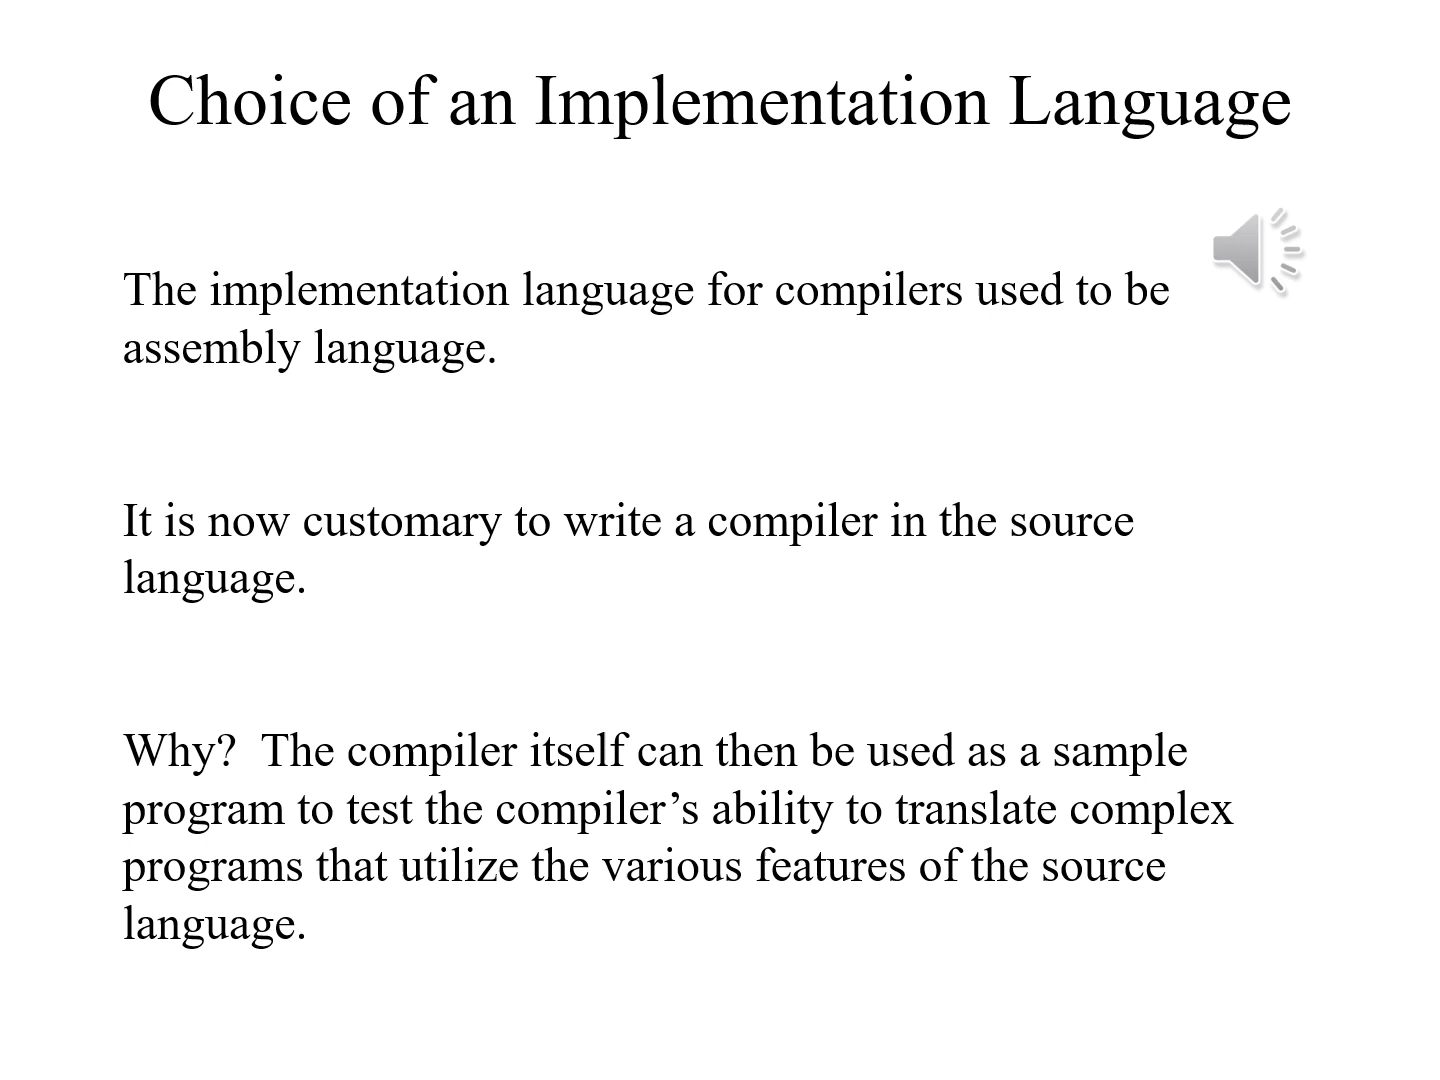 Choice of an Implementation Language
The implementation language for compilers used to be
assembly language.
It is now customary to write a compiler in the source
language.
Why?  The compiler itself can then be used as a sample
program to test the compiler’s ability to translate complex
programs that utilize the various features of the source
language.